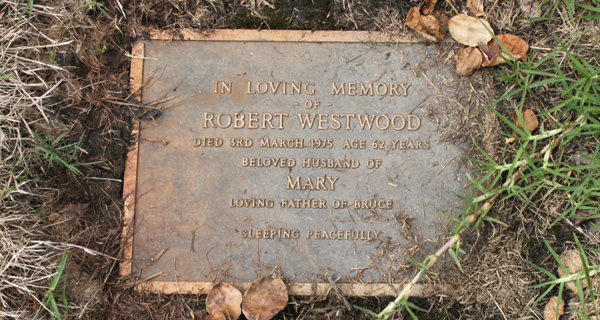 IN LOVING MEMORY
- OF -
ROBERT WESTWOOD
DIED 3RD MARCH 1975 AGE 62 YEARS
BELOVED HUSBAND OF
MARY
LOVING FATHER OF BRUCE
SLEEPING PEACEFULLY